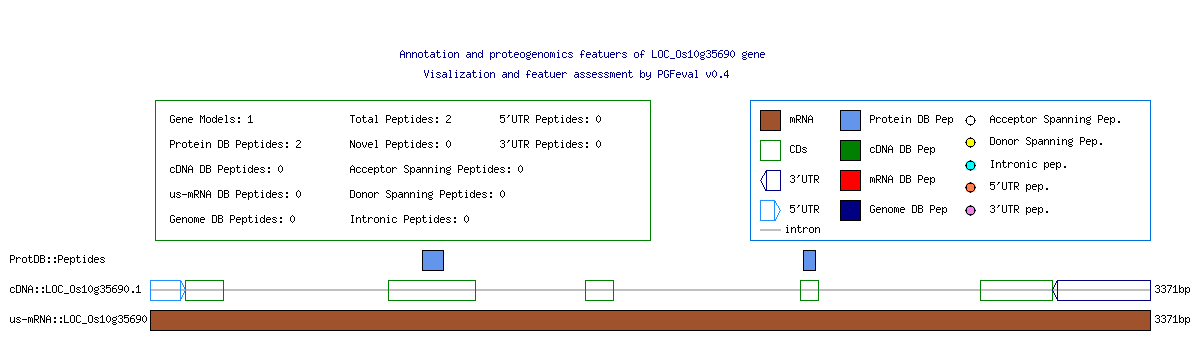 Annotation and proteogenomics featuers of LOC_Os10g35690 gene
Visalization and featuer assessment by PGFeval v0.4
Gene Models: 1
Total Peptides: 2
5'UTR Peptides: 0
Protein DB Peptides: 2
Novel Peptides: 0
3'UTR Peptides: 0
cDNA DB Peptides: 0
Acceptor Spanning Peptides: 0
us-mRNA DB Peptides: 0
Donor Spanning Peptides: 0
Genome DB Peptides: 0
Intronic Peptides: 0
mRNA
Protein DB Pep
Acceptor Spanning Pep.
CDs
cDNA DB Pep
Donor Spanning Pep.
3'UTR
mRNA DB Pep
Intronic pep.
5'UTR
Genome DB Pep
5'UTR pep.
3'UTR pep.
intron
ProtDB::Peptides
cDNA::LOC_Os10g35690.1
3371bp
us-mRNA::LOC_Os10g35690
3371bp